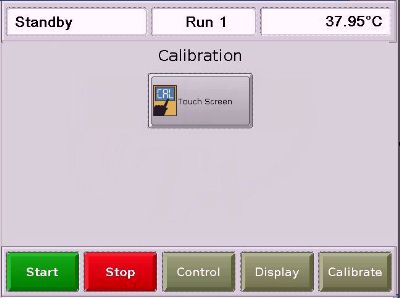 Standby
Run 1
37.95°C
Calibration
CAL
Touch Screen
Start
Stop
Control
Display
Calibrate